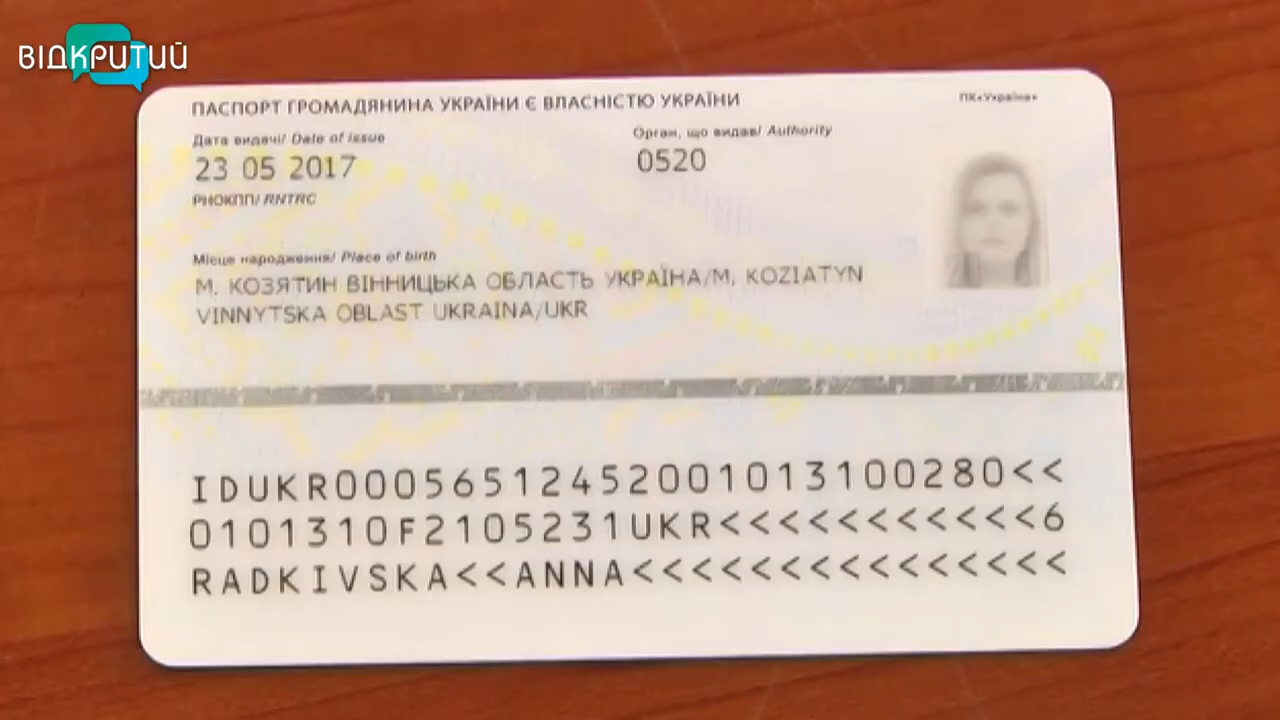 ВІДКРИТИЙ
ПАСПОРТ ГРОМАДЯНИНА УКРАЇНИ Є ВЛАСНІСТЮ УКРАЇНИ
ПК«Україна»
Дата видачі/ Date of issue
Орган, що видав/ Authority
23 05 2017
0520
РНОКПП/ RNTRC
Місце народження/ Place of birth
М. КОЗЯТИН ВІННИЦЬКА ОБЛАСТЬ УКРАЇНА/M. KOZIATYN
VINNYTSKA OBLAST UKRAINA/UKR
IDUKR0005651245200101013100280<<
0101310F2105231UKR<<<<<<<<<<<6
RADKIVSKA<<ANNA<<<<<<<<<<<<<<<